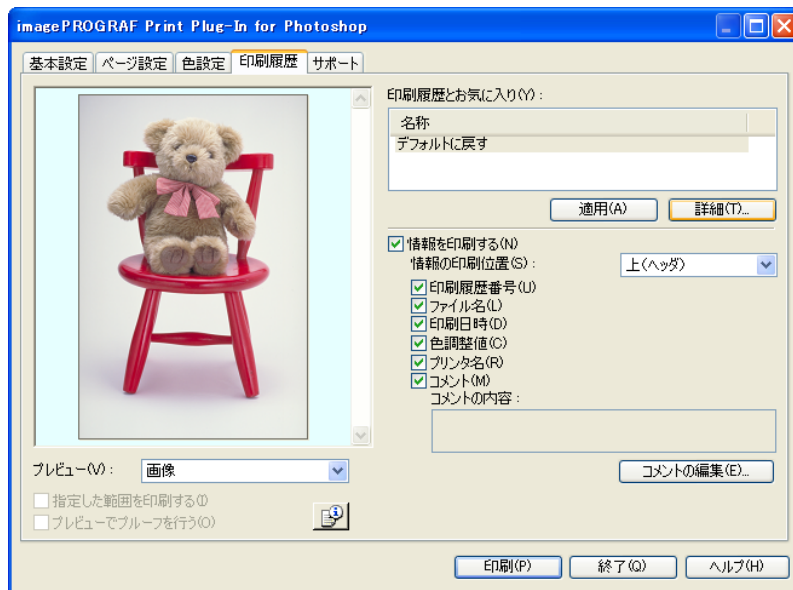 imagePROGRAF Print Plug-In for Photoshop
基本設定 ページ設定 色設定 印刷履歴 サポート
印刷履歴とお気に入り(Y) :
名称
デフォルトに戻す
適用(A) 詳細(T)...
情報を印刷する(N)
情報の印刷位置(S) : 上(ヘッダ)
印刷履歴番号(U)
ファイル名(L)
印刷日時(D)
色調整値(C)
プリンタ名(R)
コメント(M)
コメントの内容 :
プレビュー(V) : 画像
コメントの編集(E)...
指定した範囲を印刷する(I)
プレビューでプルーフを行う(O)
印刷(P) 終了(Q) ヘルプ(H)